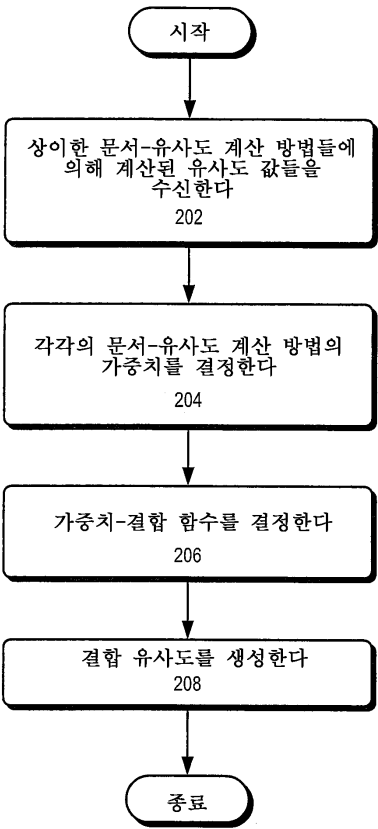 시작
상이한 문서-유사도 계산 방법들에
의해 계산된 유사도 값들을
수신한다
202
각각의 문서-유사도 계산 방법의
가중치를 결정한다
204
가중치-결합 함수를 결정한다
206
결합 유사도를 생성한다
208
종료